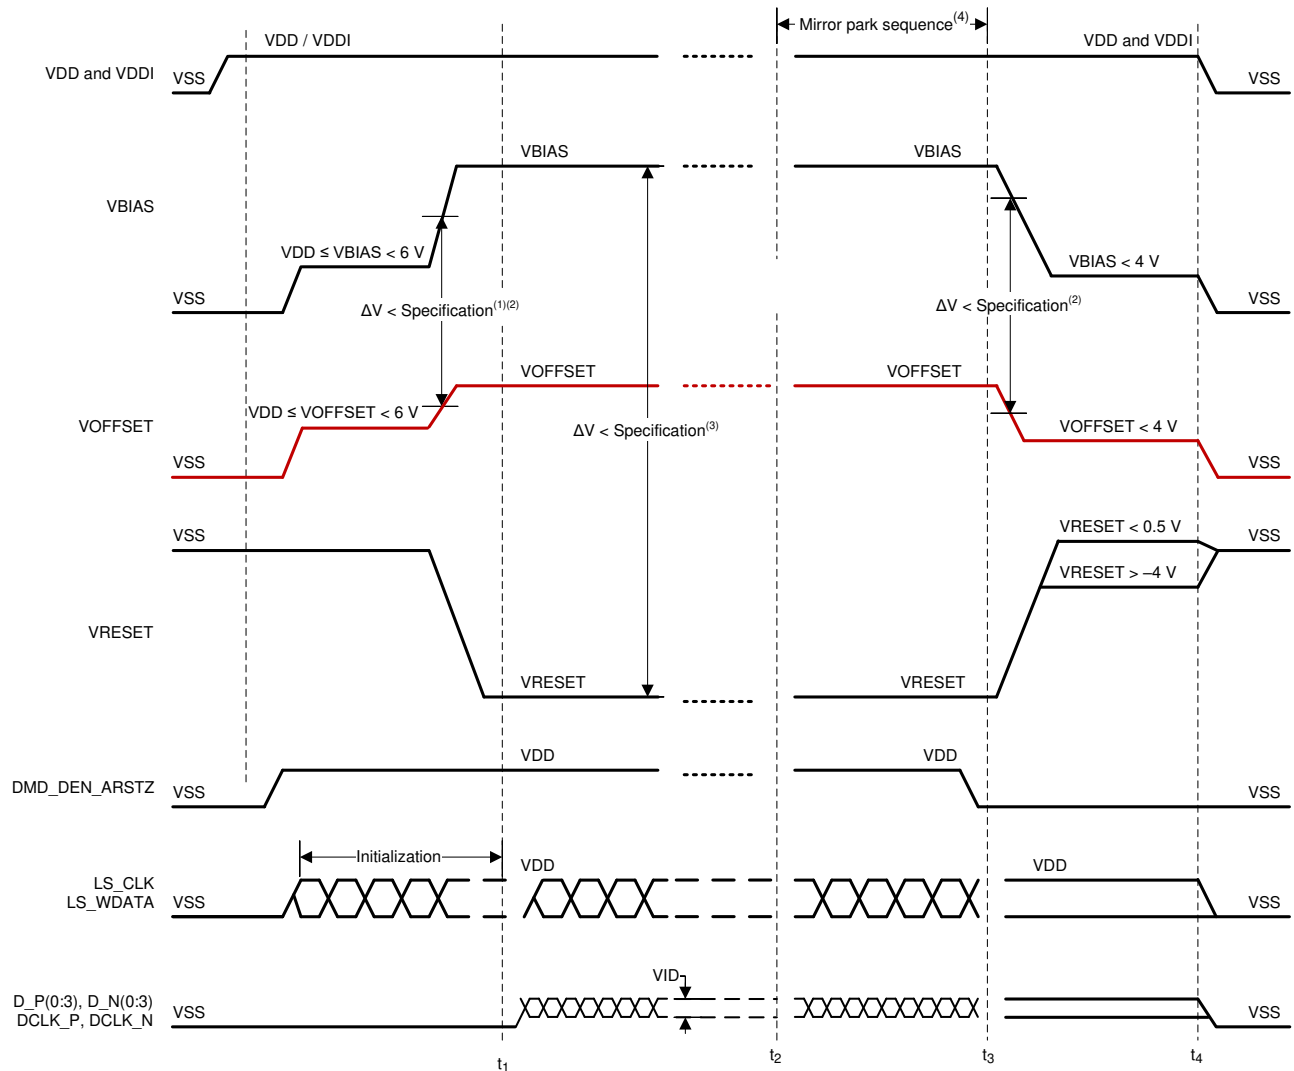 Mirror park sequence(4)
VDD / VDDI
VDD and VDDI
VDD and VDDI
VSS
VSS
VBIAS
VBIAS
VBIAS
VDD ≤ VBIAS < 6 V
VBIAS < 4 V
VSS
VSS
ΔV < Specification(1)(2)
ΔV < Specification(2)
VOFFSET
VOFFSET
VDD ≤ VOFFSET < 6 V
VOFFSET
VOFFSET < 4 V
ΔV < Specification(3)
VSS
VSS
VSS
VRESET < 0.5 V
VSS
VRESET > –4 V
VRESET
VRESET
VRESET
VDD
VDD
DMD_DEN_ARSTZ
VSS
VSS
Initialization
VDD
VDD
LS_CLK
LS_WDATA
VSS
VSS
VID
D_P(0:3), D_N(0:3)
DCLK_P, DCLK_N
VSS
VSS
t1
t2
t3
t4